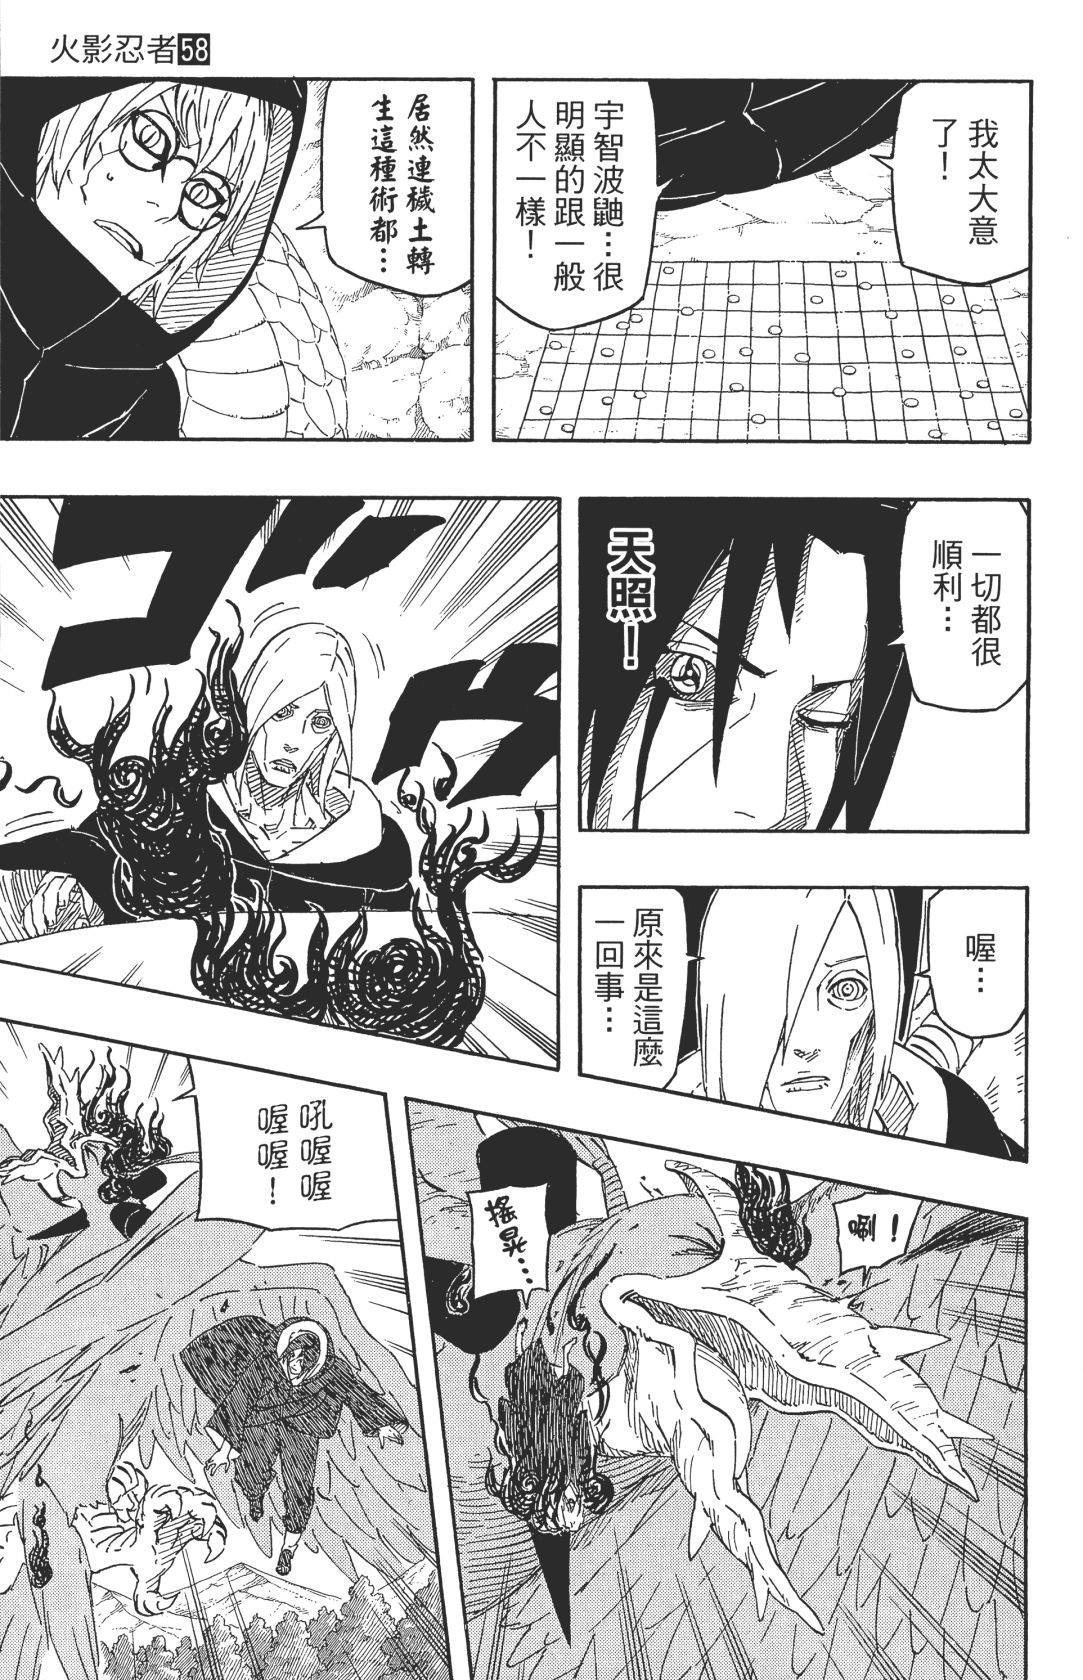 火影忍者58
我太大意
了！
宇智波鼬…很
明顯的跟一般
人不一樣！
居然連穢土轉
生這種術都…
一切都很
順利…
天照！
ゴバ
ッ
喔…
原來是這麼
一回事…
唰！
搖晃…
吼喔喔
喔喔！